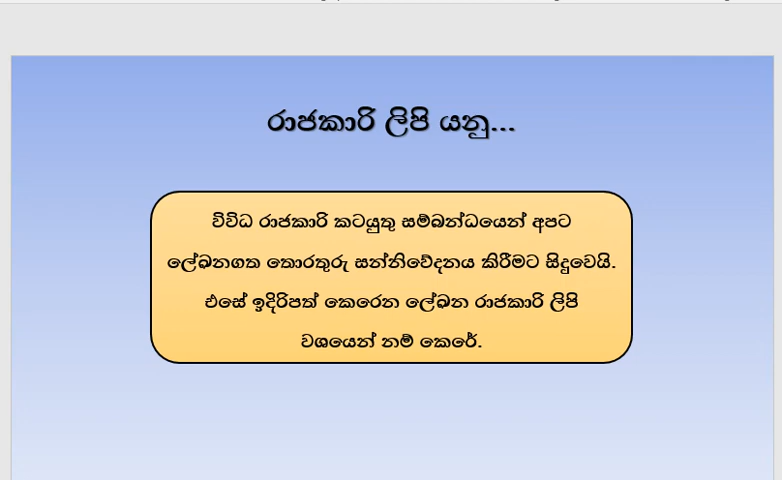 රාජකාරි ලිපි යනු...
විවිධ රාජකාරි කටයුතු සම්බන්ධයෙන් අපට
ලේඛනගත තොරතුරු සන්නිවේදනය කිරීමට සිදුවෙයි.
එසේ ඉදිරිපත් කෙරෙන ලේඛන රාජකාරි ලිපි
වශයෙන් නම් කෙරේ.